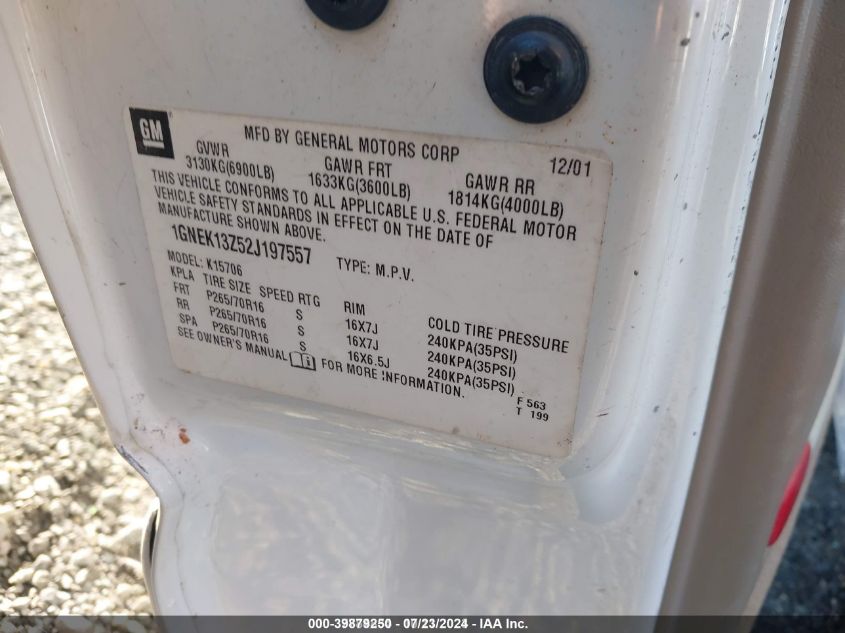 GM
MFD BY GENERAL MOTORS CORP 12/01
GVWR GAWR FRT GAWR RR
3130KG(6900LB) 1633KG(3600LB) 1814KG(4000LB)
THIS VEHICLE CONFORMS TO ALL APPLICABLE U.S. FEDERAL MOTOR
VEHICLE SAFETY STANDARDS IN EFFECT ON THE DATE OF
MANUFACTURE SHOWN ABOVE.
1GNEK13Z52J197557 TYPE: M.P.V.
MODEL: K15706
KPLA TIRE SIZE SPEED RTG RIM COLD TIRE PRESSURE
FRT P265/70R16 S 16X7J 240KPA(35PSI)
RR P265/70R16 S 16X7J 240KPA(35PSI)
SPA P265/70R16 S 16X6.5J 240KPA(35PSI)
SEE OWNER'S MANUAL FOR MORE INFORMATION.
F 563
T 199
000-39879250 - 07/23/2024 - IAA Inc.